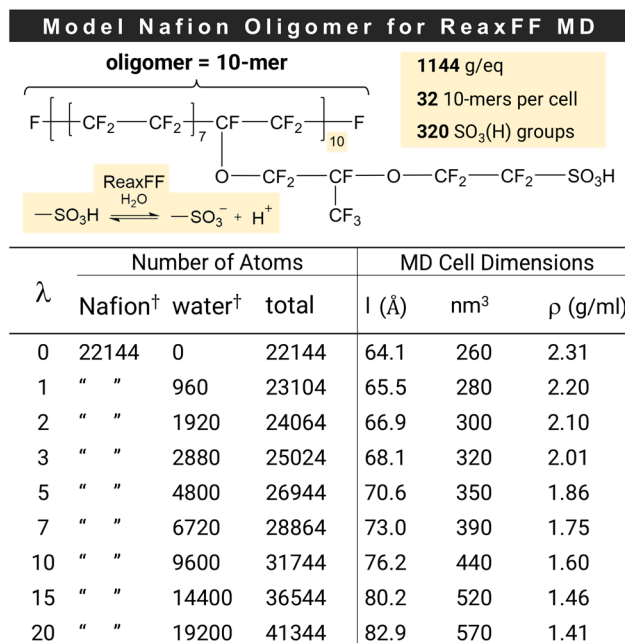 Model Nafion Oligomer for ReaxFF MD
oligomer = 10-mer
1144 g/eq
32 10-mers per cell
320 SO₃(H) groups
F–[–[–CF₂–CF₂–]₇–CF–CF₂–]₁₀–F
O–CF₂–CF–O–CF₂–CF₂–SO₃H
CF₃
ReaxFF
H₂O
–SO₃H ⇌ –SO₃⁻ + H⁺
Number of Atoms MD Cell Dimensions
λ Nafion† water† total l (Å) nm³ ρ (g/ml)
0 22144 0 22144 64.1 260 2.31
1 “ ” 960 23104 65.5 280 2.20
2 “ ” 1920 24064 66.9 300 2.10
3 “ ” 2880 25024 68.1 320 2.01
5 “ ” 4800 26944 70.6 350 1.86
7 “ ” 6720 28864 73.0 390 1.75
10 “ ” 9600 31744 76.2 440 1.60
15 “ ” 14400 36544 80.2 520 1.46
20 “ ” 19200 41344 82.9 570 1.41